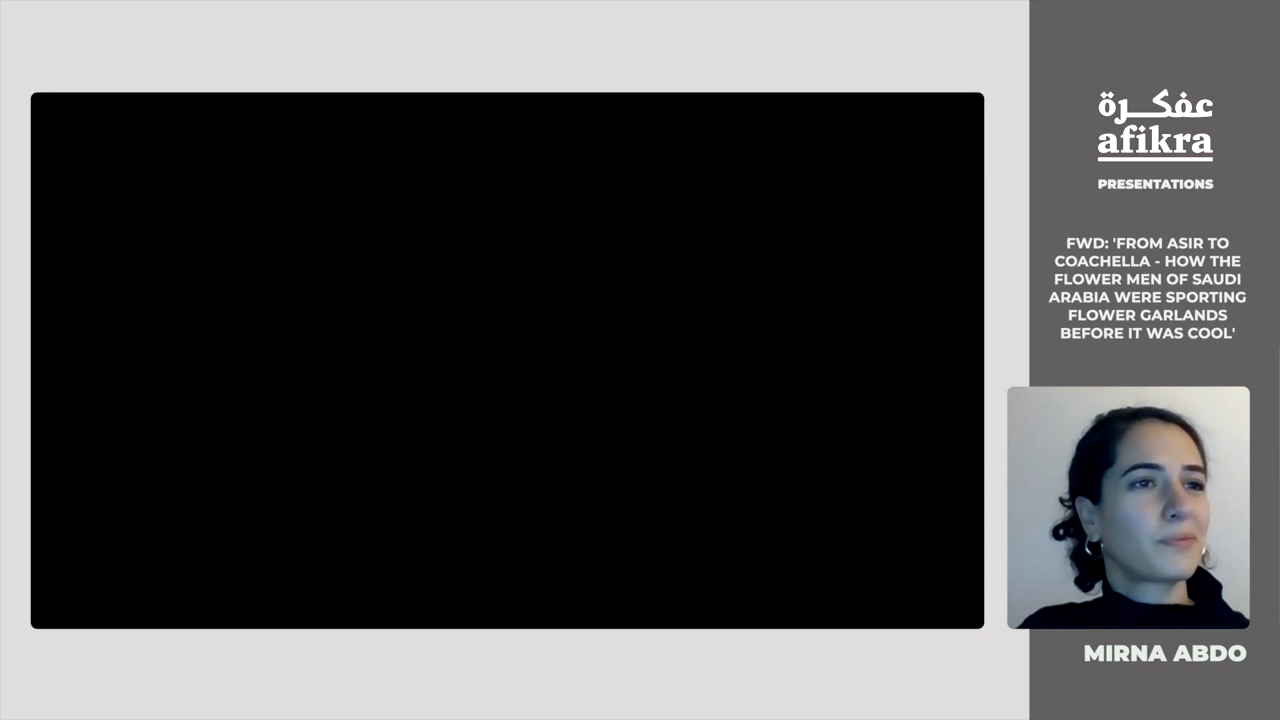 عفكرة
afikra
PRESENTATIONS
FWD: 'FROM ASIR TO
COACHELLA - HOW THE
FLOWER MEN OF SAUDI
ARABIA WERE SPORTING
FLOWER GARLANDS
BEFORE IT WAS COOL'
MIRNA ABDO